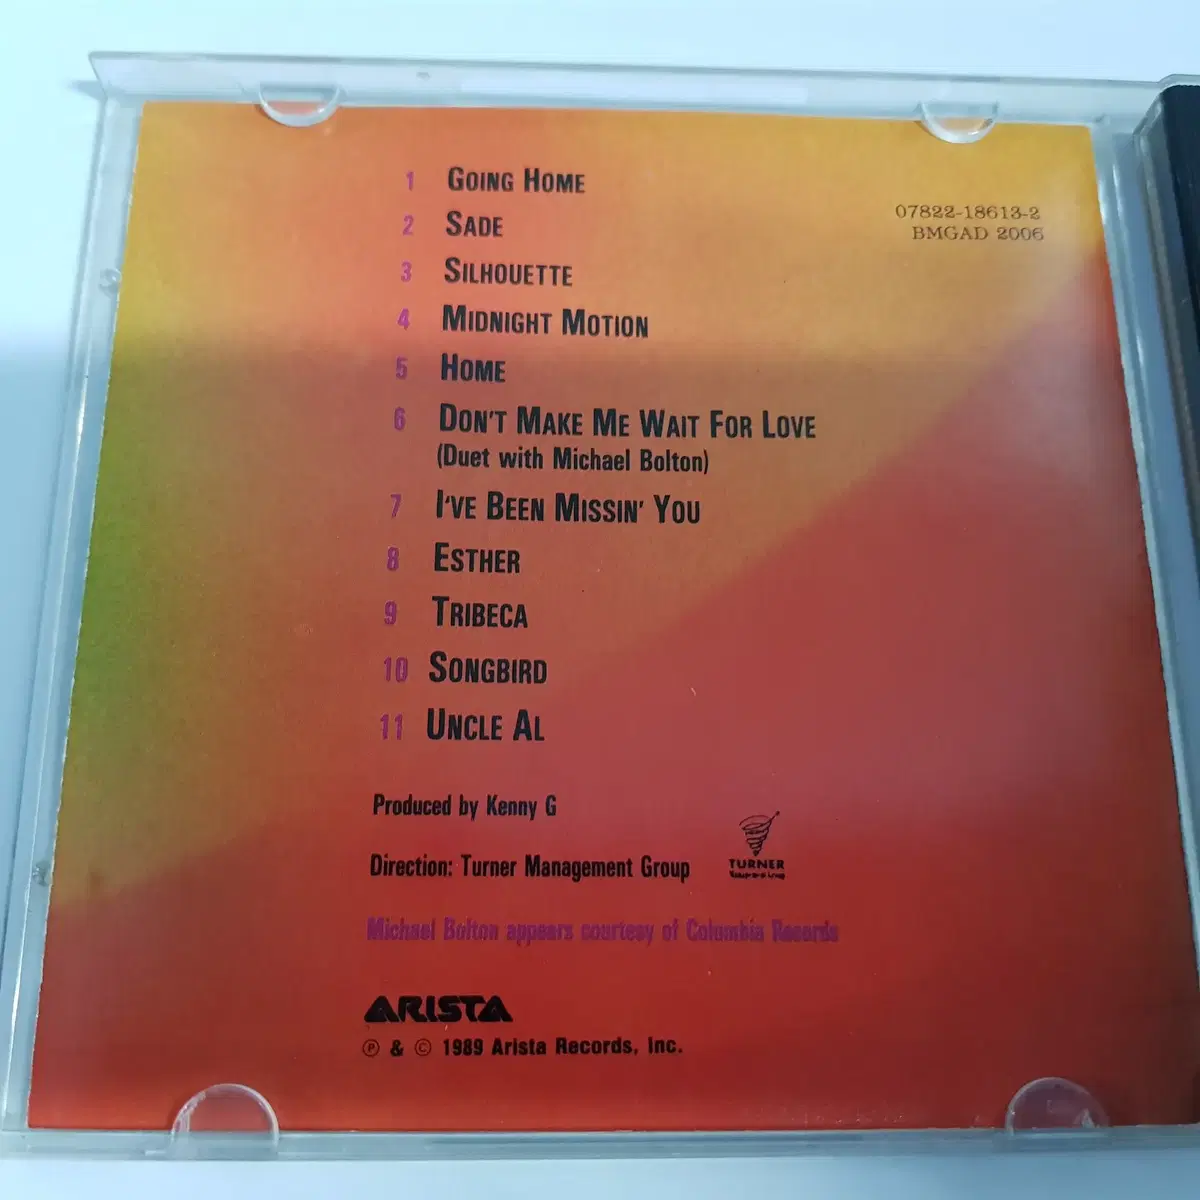 1 GOING HOME
07822-18613-2
2 SADE
BMGAD 2006
3 SILHOUETTE
4 MIDNIGHT MOTION
5 HOME
6 DON'T MAKE ME WAIT FOR LOVE
(Duet with Michael Bolton)
7 I'VE BEEN MISSIN' YOU
8 ESTHER
9 TRIBECA
10 SONGBIRD
11 UNCLE AL
Produced by Kenny G
Direction: Turner Management Group
TURNER
Michael Bolton appears courtesy of Columbia Records
ARISTA
℗ & © 1989 Arista Records, Inc.